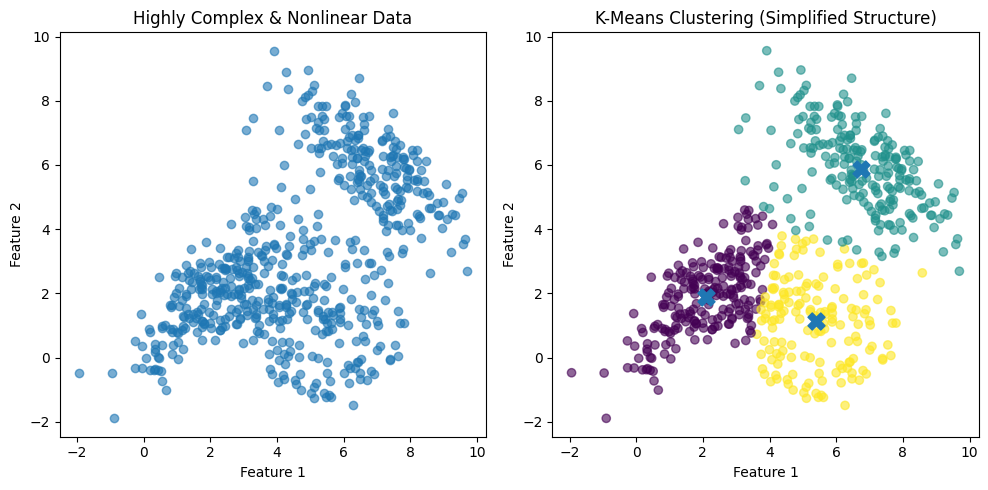 Highly Complex & Nonlinear Data
10
8
6
4
2
0
−2
Feature 2
−2 0 2 4 6 8 10
Feature 1
K-Means Clustering (Simplified Structure)
10
8
6
4
2
0
−2
Feature 2
−2 0 2 4 6 8 10
Feature 1